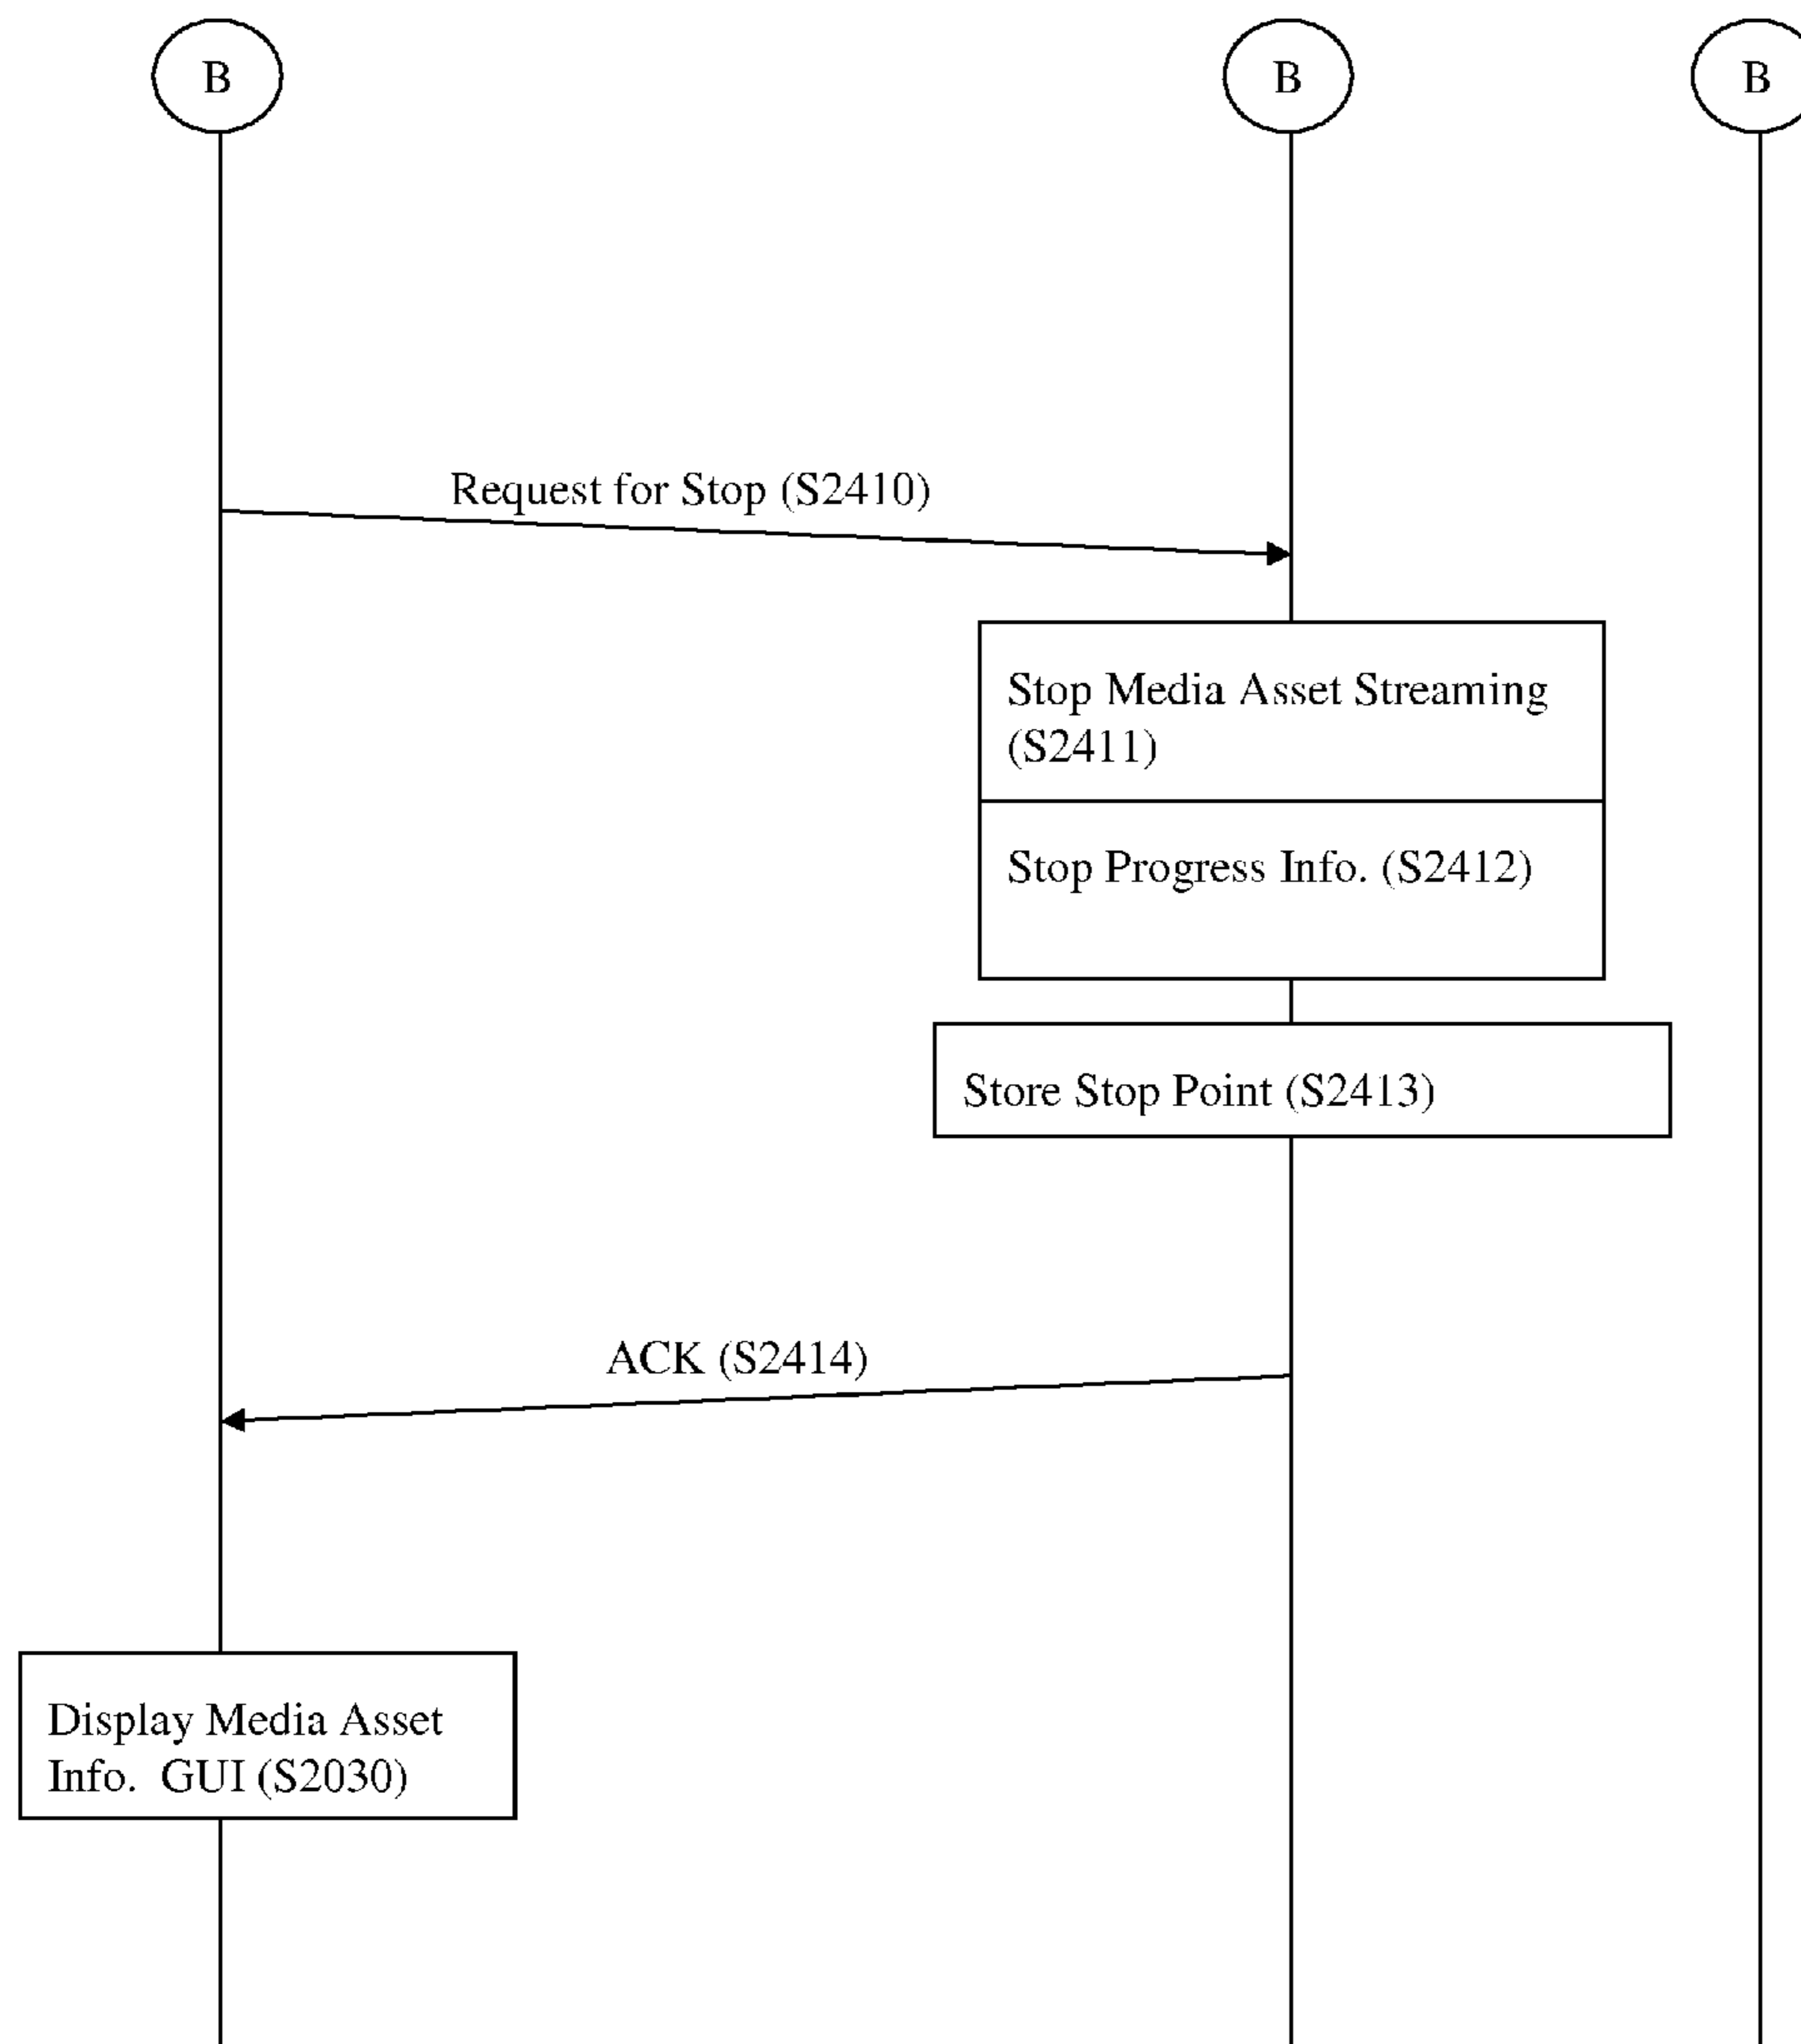 B
B
B
Request for Stop (S2410)
Stop Media Asset Streaming
(S2411)
Stop Progress Info. (S2412)
Store Stop Point (S2413)
ACK (S2414)
Display Media Asset
Info. GUI (S2030)